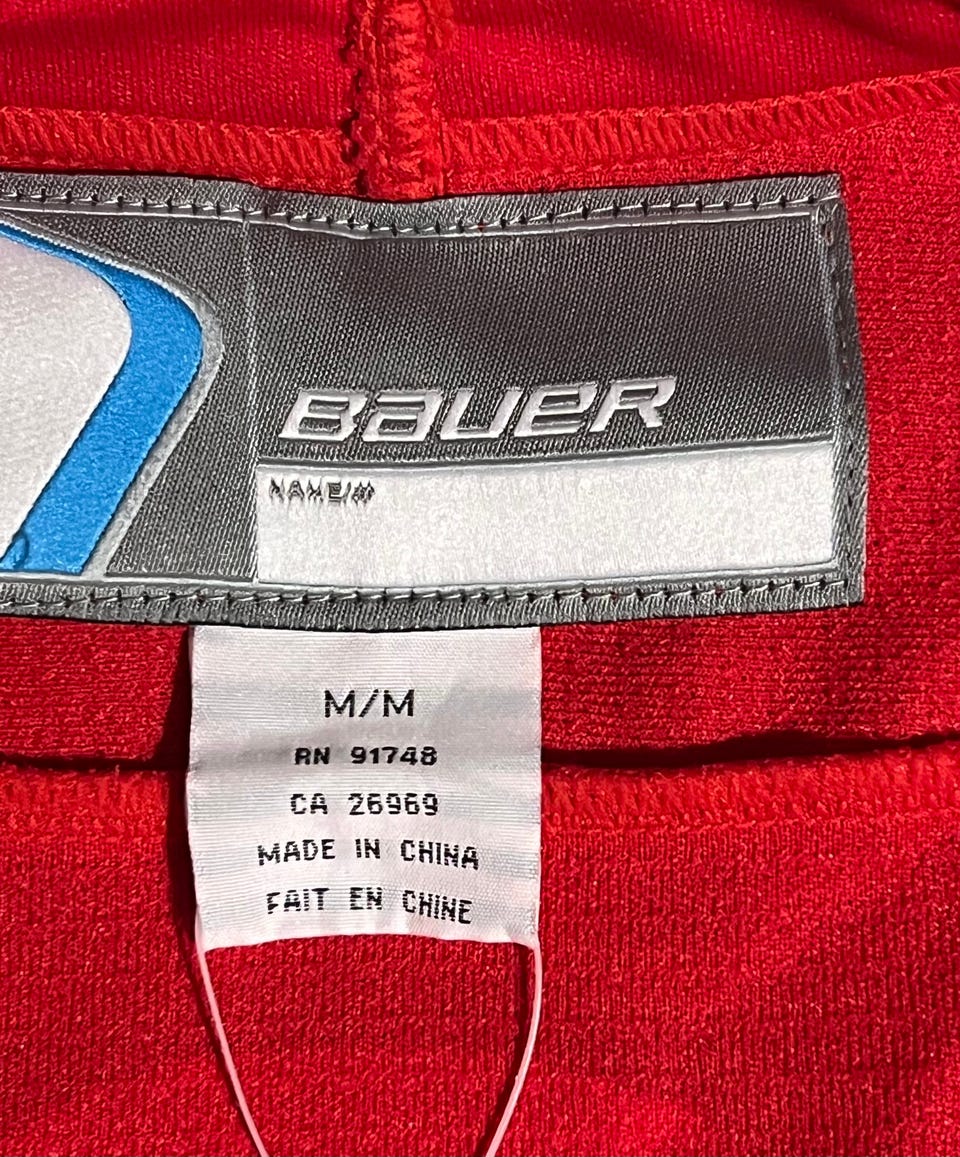 BAUER
NAME/#
M/M
RN 91748
CA 26969
MADE IN CHINA
FAIT EN CHINE